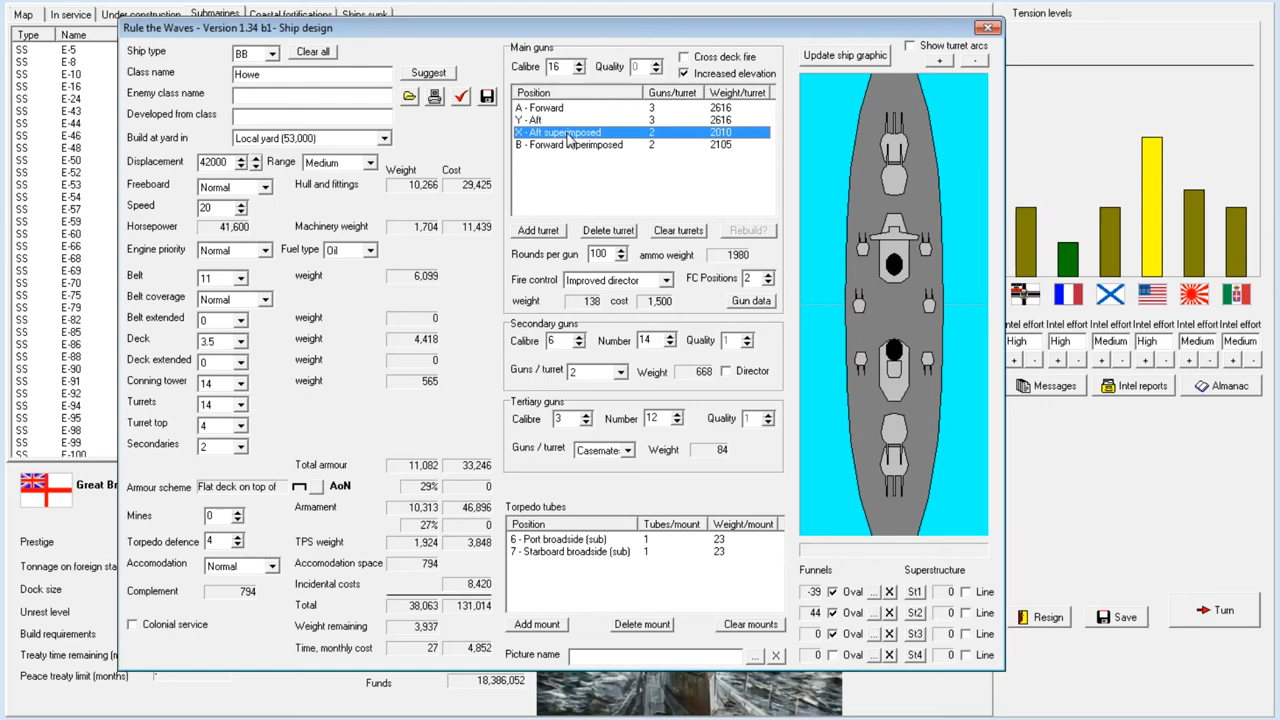 Map
In service
Under construction
Submarines
Coastal fortifications
Ships sunk
Tension levels
Type
Name
SS E-5
SS E-8
SS E-10
SS E-16
SS E-24
SS E-43
SS E-44
SS E-46
SS E-47
SS E-48
SS E-50
SS E-52
SS E-53
SS E-54
SS E-57
SS E-59
SS E-60
SS E-61
SS E-62
SS E-67
SS E-69
SS E-70
SS E-72
SS E-75
SS E-79
SS E-82
SS E-85
SS E-86
SS E-88
SS E-90
SS E-91
SS E-92
SS E-94
SS E-95
SS E-98
SS E-99
SS E-100
Great Br
Prestige
Tonnage on foreign sta
Dock size
Unrest level
Build requirements
Treaty time remaining (m
Peace treaty limit (months)
Funds
18,386,052
Rule the Waves - Version 1.34 b1- Ship design
Ship type BB Clear all
Class name Howe Suggest
Enemy class name
Developed from class
Build at yard in Local yard (53,000)
Displacement 42000 Range Medium Weight Cost
Freeboard Normal Hull and fittings 10,266 29,425
Speed 20
Horsepower 41,600 Machinery weight 1,704 11,439
Engine priority Normal Fuel type Oil
Belt 11 weight 6,099
Belt coverage Normal
Belt extended 0 weight 0
Deck 3.5 weight 4,418
Deck extended 0 weight 0
Conning tower 14 weight 565
Turrets 14
Turret top 4
Secondaries 2
Total armour 11,082 33,246
Armour scheme Flat deck on top of AoN 29% 0
Armament 10,313 46,896
Mines 0 27% 0
Torpedo defence 4 TPS weight 1,924 3,848
Accomodation Normal Accomodation space 794
Complement 794 Incidental costs 8,420
Total 38,063 131,014
Colonial service Weight remaining 3,937
Time, monthly cost 27 4,852
Main guns
Calibre 16 Quality 0 Cross deck fire
Increased elevation
Position Guns/turret Weight/turret
A - Forward 3 2616
Y - Aft 3 2616
X - Aft superimposed 2 2010
B - Forward superimposed 2 2105
Add turret Delete turret Clear turrets Rebuild?
Rounds per gun 100 ammo weight 1980
Fire control Improved director FC Positions 2
weight 138 cost 1,500 Gun data
Secondary guns
Calibre 6 Number 14 Quality 1
Guns / turret 2 Weight 668 Director
Tertiary guns
Calibre 3 Number 12 Quality 1
Guns / turret Casemate: Weight 84
Torpedo tubes
Position Tubes/mount Weight/mount
6 - Port broadside (sub) 1 23
7 - Starboard broadside (sub) 1 23
Add mount Delete mount Clear mounts
Picture name ... X
Update ship graphic Show turret arcs
+ -
Funnels Superstructure
-39 Oval ... X St1 0 Line
44 Oval ... X St2 0 Line
0 Oval ... X St3 0 Line
0 Oval ... X St4 0 Line
Intel effort Intel effort Intel effort Intel effort Intel effort
High High Medium High Medium Medium
+ - + - + - + - + - + -
Messages Intel reports Almanac
Resign Save Turn